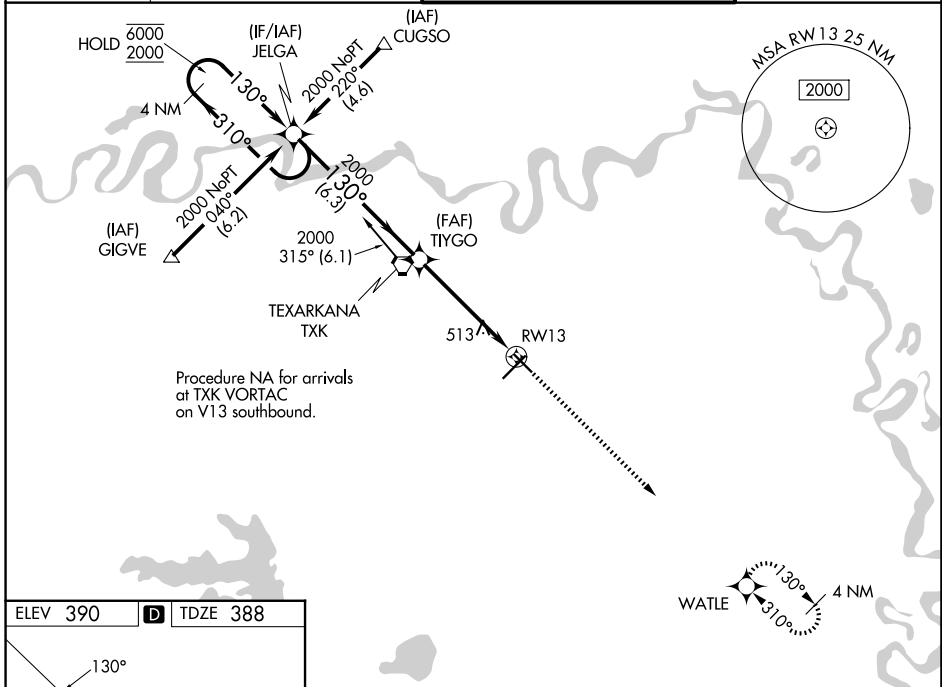 HOLD 6000
2000
4 NM
130°
310°
(IF/IAF)
JELGA
(IAF)
CUGSO
2000 NoPT
220°
(4.6)
2000 NoPT
040°
(6.2)
(IAF)
GIGVE
2000
130°
(6.3)
(FAF)
TIYGO
2000
315° (6.1)
TEXARKANA
TXK
513
RW13
Procedure NA for arrivals
at TXK VORTAC
on V13 southbound.
MSA RW 13 25 NM
2000
WATLE
130°
310°
4 NM
ELEV 390 D TDZE 388
130°